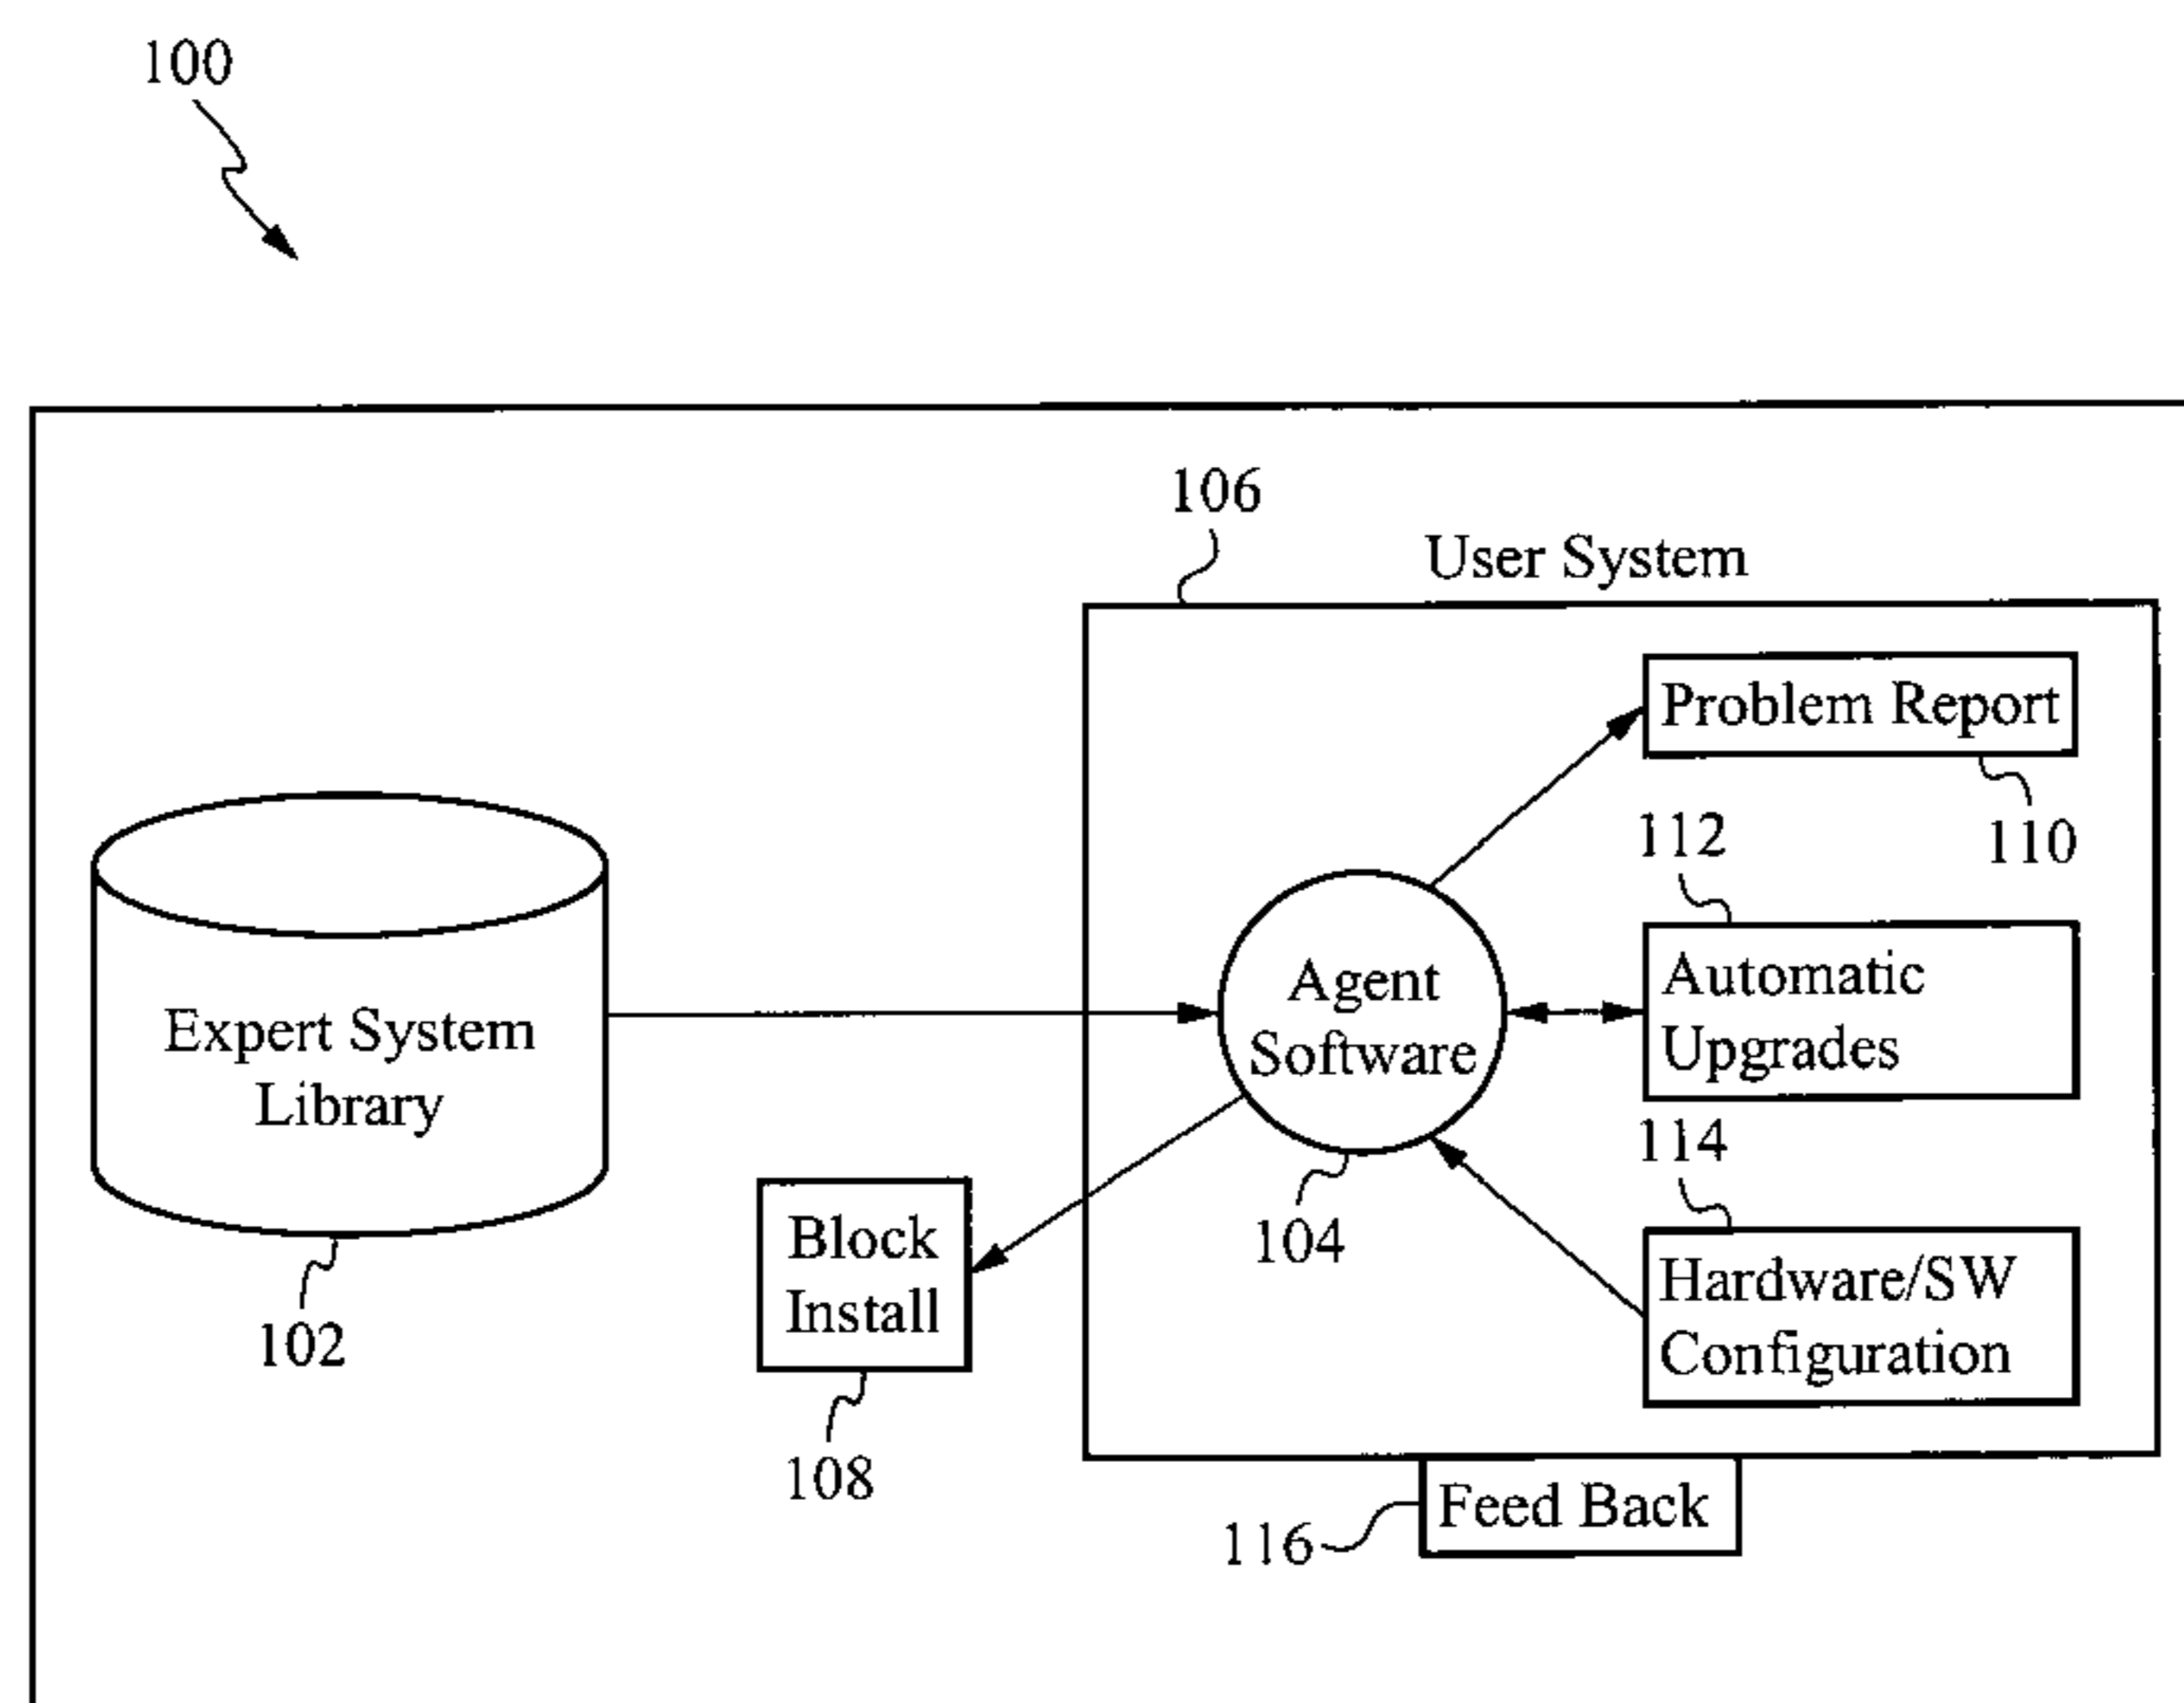 100
106
User System
Problem Report
110
112
Automatic
Upgrades
Agent
Software
Expert System
Library
114
104
Block
Install
Hardware/SW
Configuration
102
108
Feed Back
116